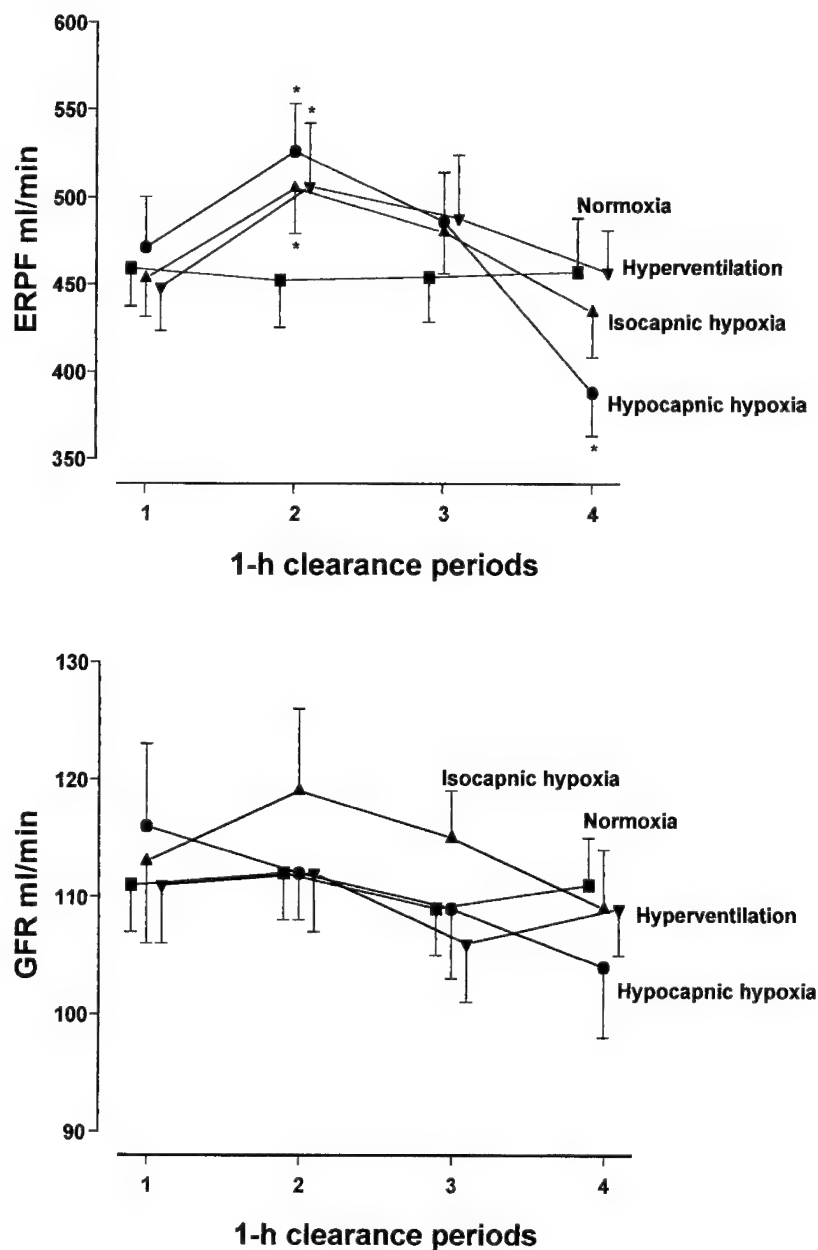 600
550
500
450
400
350
ERPF ml/min
*
*
*
*
Normoxia
Hyperventilation
Isocapnic hypoxia
Hypocapnic hypoxia
1 2 3 4
1-h clearance periods
130
120
110
100
90
GFR ml/min
Isocapnic hypoxia
Normoxia
Hyperventilation
Hypocapnic hypoxia
1 2 3 4
1-h clearance periods